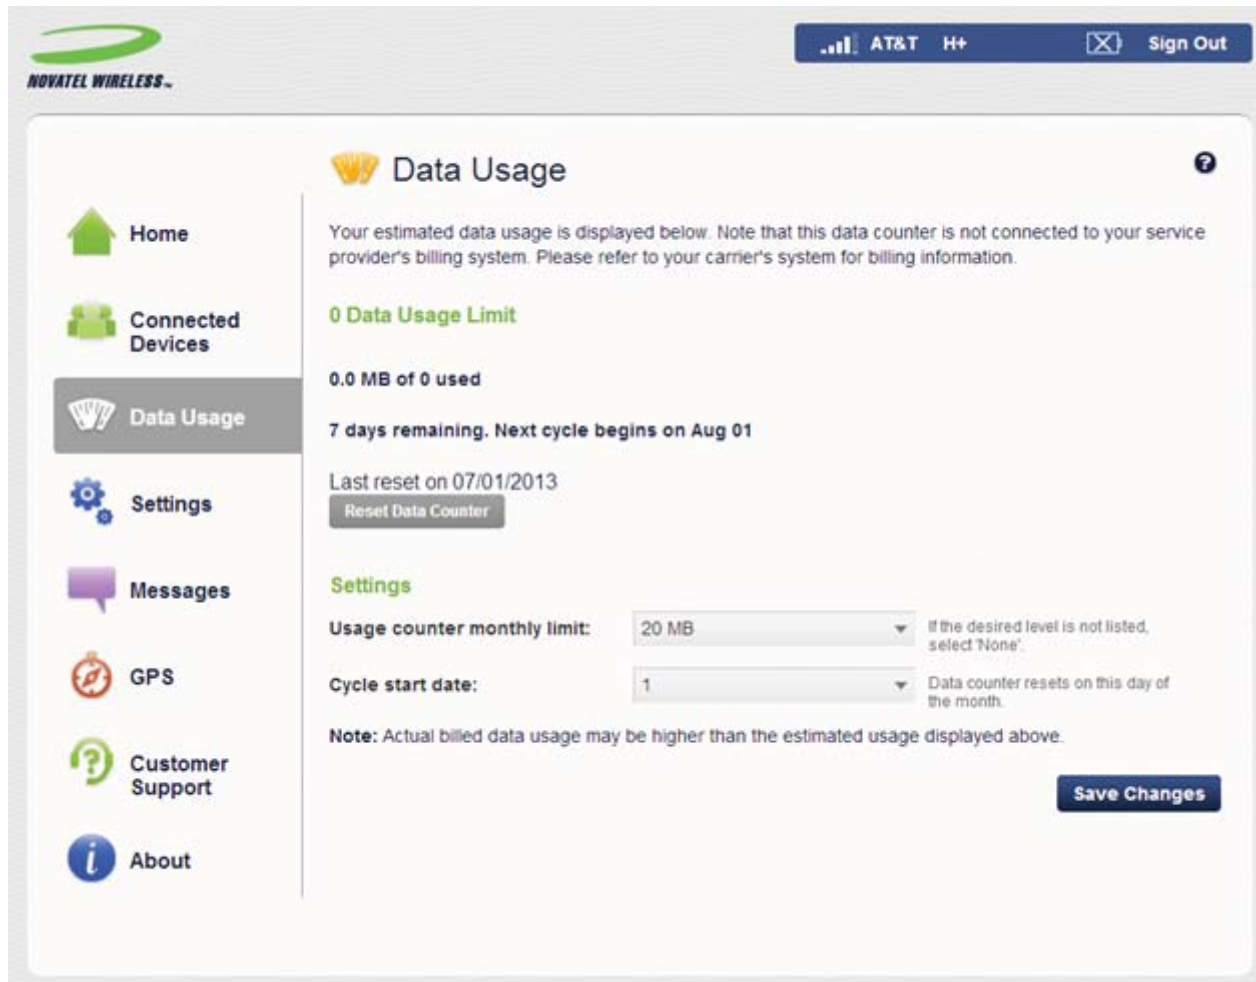 NOVATEL WIRELESS™
AT&T H+ Sign Out
Data Usage
Home
Connected
Devices
Data Usage
Settings
Messages
GPS
Customer
Support
About
Your estimated data usage is displayed below. Note that this data counter is not connected to your service
provider's billing system. Please refer to your carrier's system for billing information.
0 Data Usage Limit
0.0 MB of 0 used
7 days remaining. Next cycle begins on Aug 01
Last reset on 07/01/2013
Reset Data Counter
Settings
Usage counter monthly limit: 20 MB
If the desired level is not listed,
select 'None'.
Cycle start date: 1
Data counter resets on this day of
the month.
Note: Actual billed data usage may be higher than the estimated usage displayed above.
Save Changes